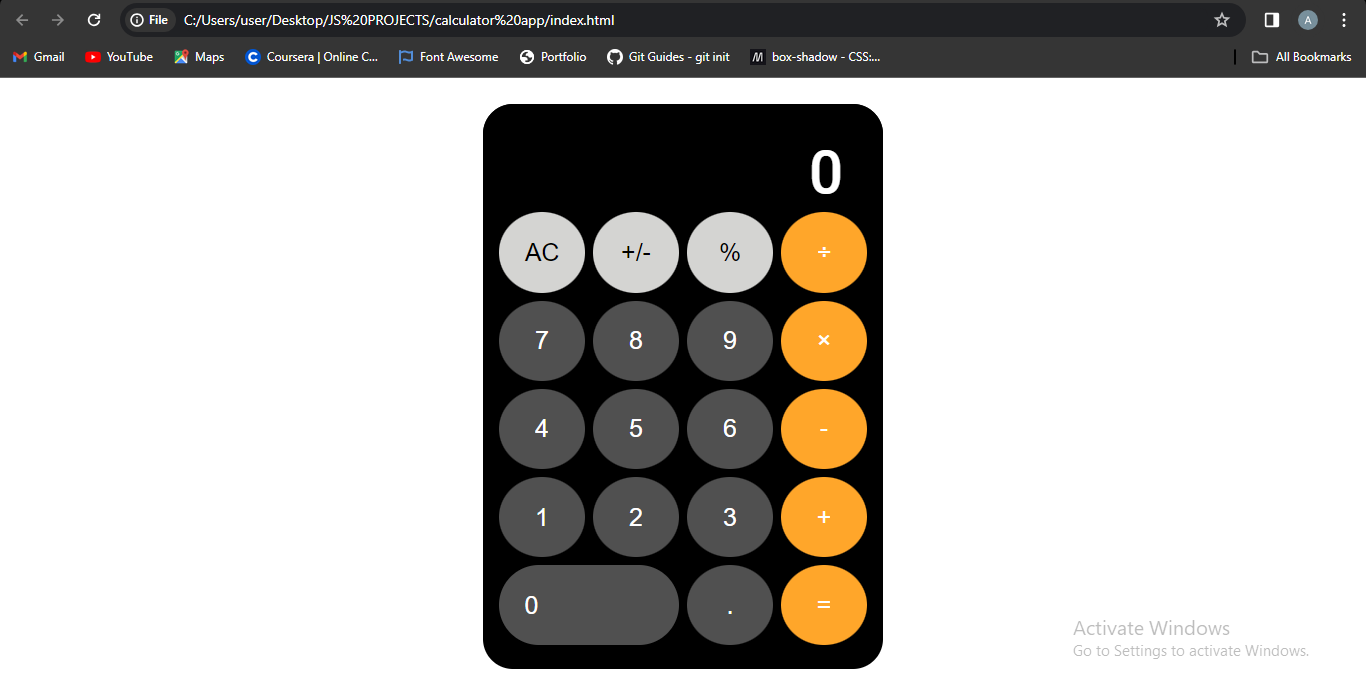 File C:/Users/user/Desktop/JS%20PROJECTS/calculator%20app/index.html A
Gmail YouTube Maps Coursera | Online C... Font Awesome Portfolio Git Guides - git init box-shadow - CSS:... All Bookmarks
0
AC +/- % ÷
7 8 9 ×
4 5 6 -
1 2 3 +
0 . =
Activate Windows
Go to Settings to activate Windows.